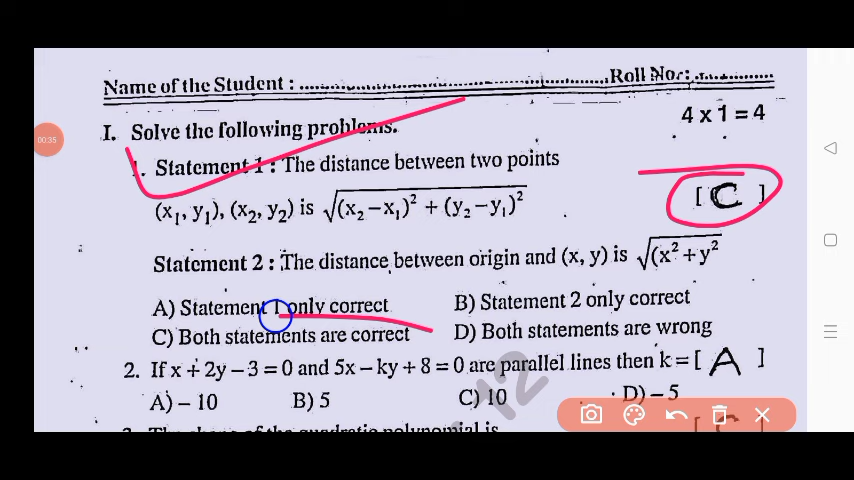 Name of the Student : ........................................ Roll No.: ................
4 x 1 = 4
I. Solve the following problems.
1. Statement 1 : The distance between two points
(x₁, y₁), (x₂, y₂) is √(x₂–x₁)² + (y₂–y₁)² [ C ]
Statement 2 : The distance between origin and (x, y) is √(x² + y²
A) Statement 1 only correct B) Statement 2 only correct
C) Both statements are correct D) Both statements are wrong
2. If x + 2y – 3 = 0 and 5x – ky + 8 = 0 are parallel lines then k = [ A ]
A) – 10 B) 5 C) 10 D) – 5
00:35
12